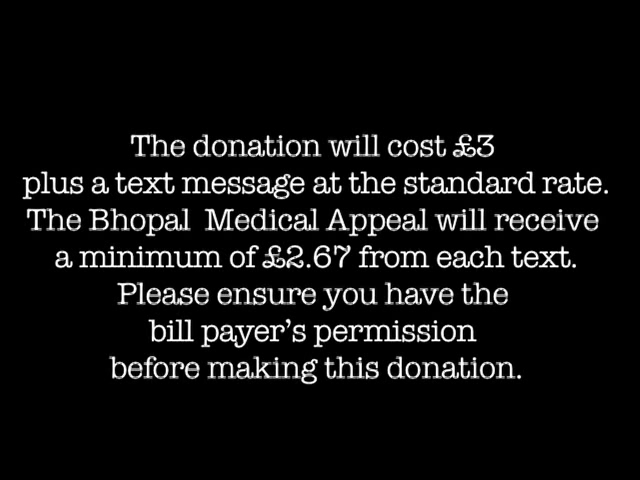 The donation will cost £3
plus a text message at the standard rate.
The Bhopal Medical Appeal will receive
a minimum of £2.67 from each text.
Please ensure you have the
bill payer's permission
before making this donation.